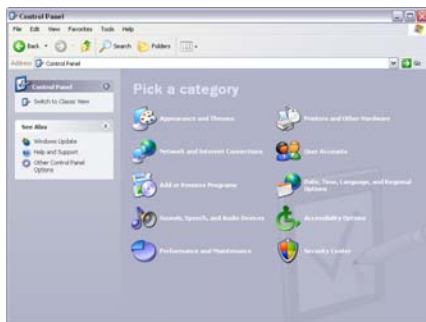 Control Panel
File Edit View Favorites Tools Help
Back Search Folders
Address Control Panel Go
Control Panel
Switch to Classic View
See Also
Windows Update
Help and Support
Other Control Panel
Options
Pick a category
Appearance and Themes
Printers and Other Hardware
Network and Internet Connections
User Accounts
Add or Remove Programs
Date, Time, Language, and Regional
Options
Sounds, Speech, and Audio Devices
Accessibility Options
Performance and Maintenance
Security Center